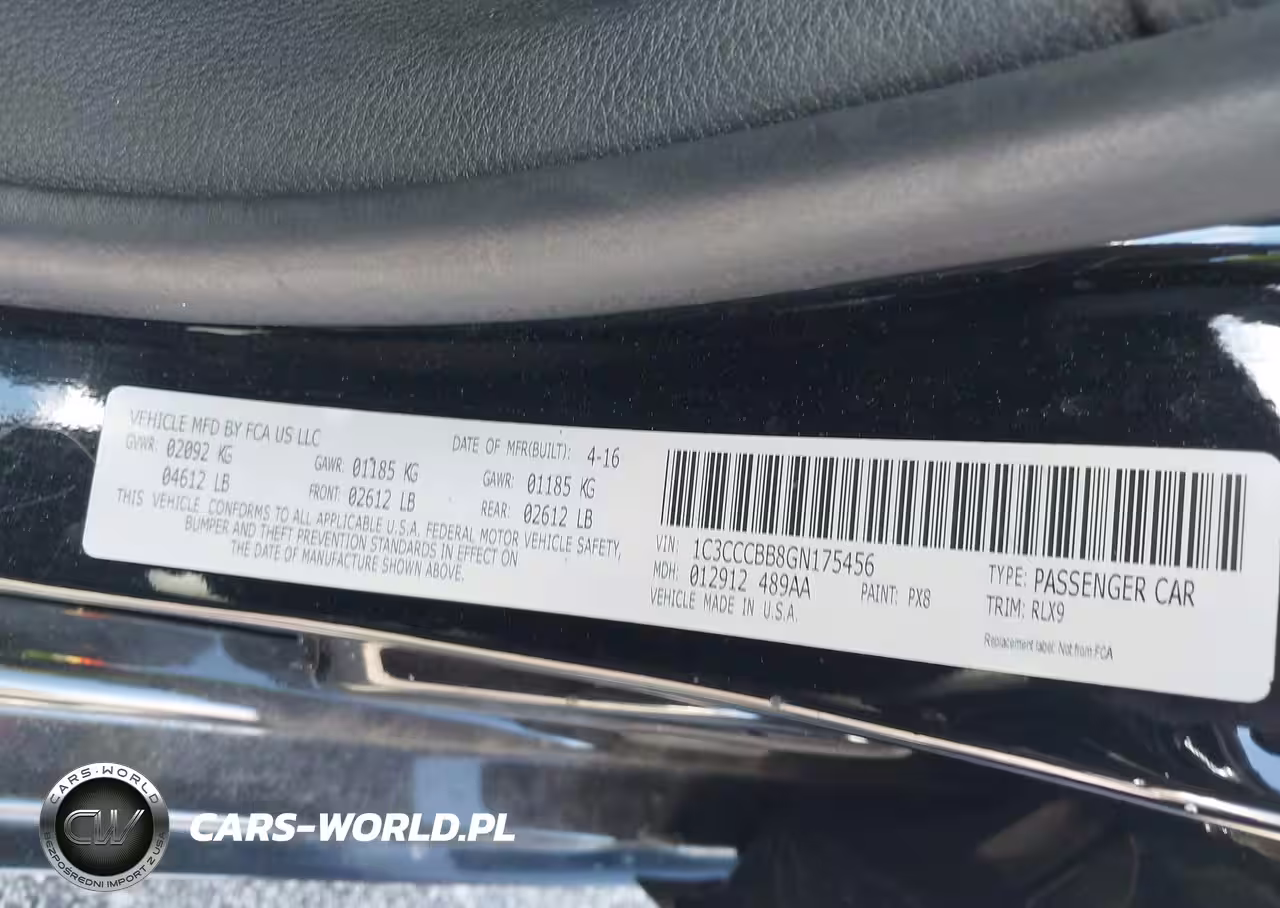 VEHICLE MFD BY FCA US LLC
DATE OF MFR(BUILT): 4-16
GVWR: 02092 KG
04612 LB
GAWR: 01185 KG
FRONT: 02612 LB
GAWR: 01185 KG
REAR: 02612 LB
THIS VEHICLE CONFORMS TO ALL APPLICABLE U.S.A. FEDERAL MOTOR VEHICLE SAFETY,
BUMPER AND THEFT PREVENTION STANDARDS IN EFFECT ON
THE DATE OF MANUFACTURE SHOWN ABOVE.
VIN: 1C3CCCBB8GN175456
MDH: 012912 489AA
PAINT: PX8
VEHICLE MADE IN U.S.A.
TYPE: PASSENGER CAR
TRIM: RLX9
Replacement label: Not from FCA
CARS-WORLD
CW
BEZPOŚREDNI IMPORT Z USA
CARS-WORLD.PL